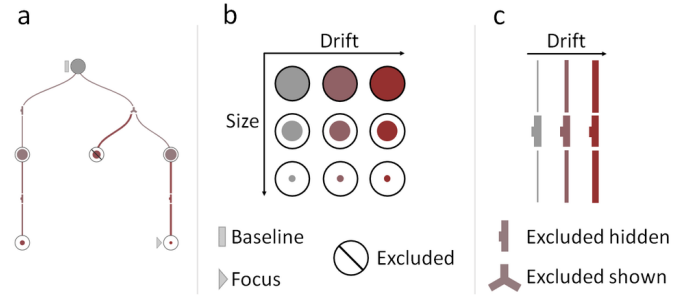 a
b
c
Drift
Drift
Size
Baseline
Focus
Excluded
Excluded hidden
Excluded shown